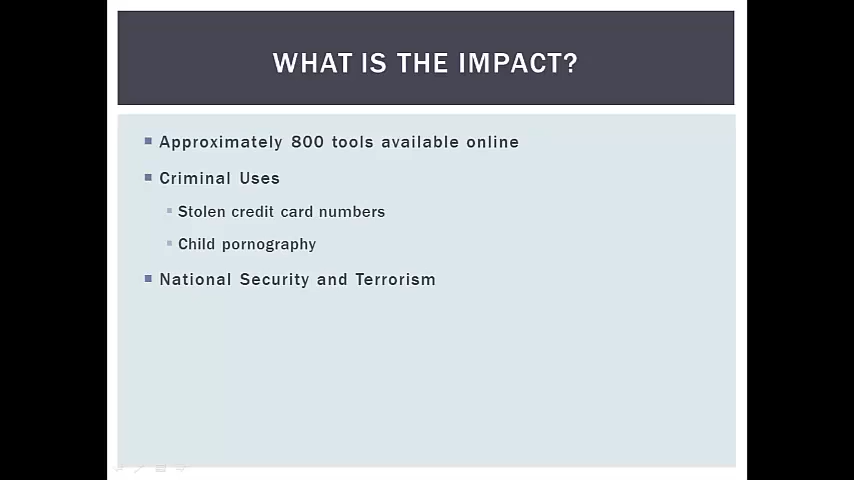 WHAT IS THE IMPACT?
Approximately 800 tools available online
Criminal Uses
Stolen credit card numbers
Child pornography
National Security and Terrorism